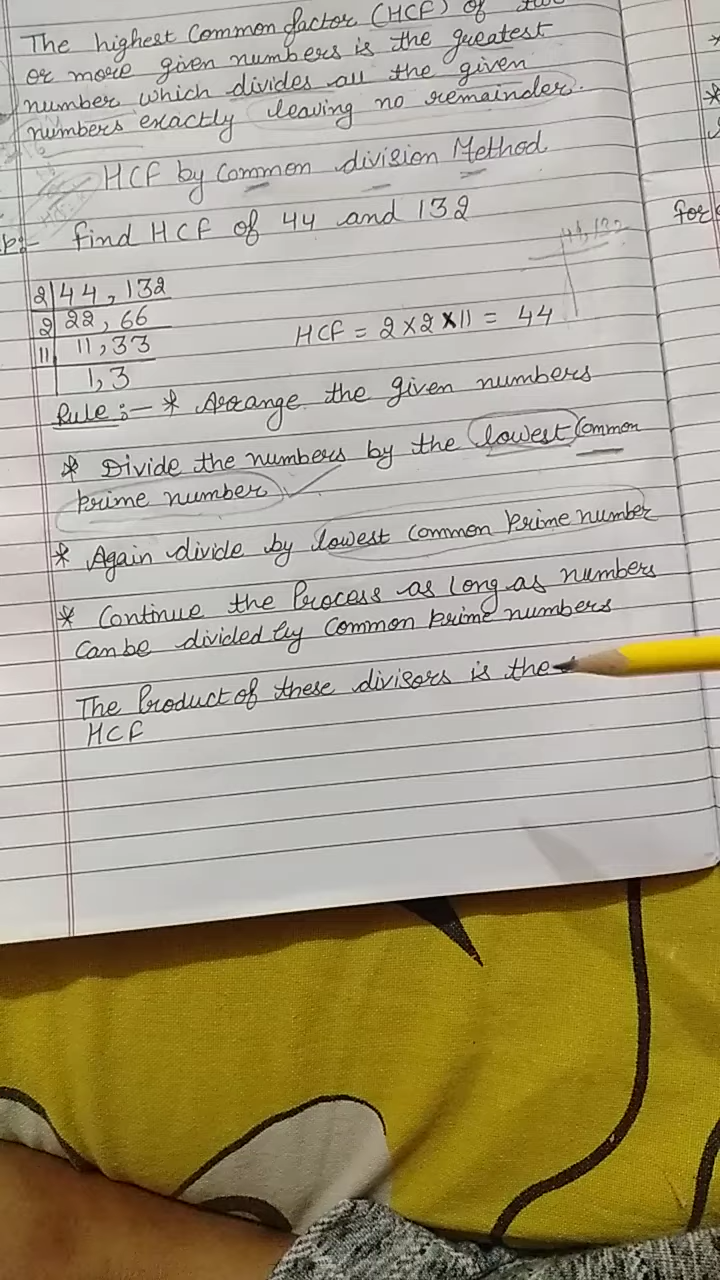 The highest Common factor (HCF) of two
or more given numbers is the greatest
number which divides all the given
numbers exactly leaving no remainder.
HCF by Common division Method
find HCF of 44 and 132
for
44, 132
2 44, 132
2 22, 66
11 11, 33
1, 3
HCF = 2 × 2 × 11 = 44
Rule :- * Arrange the given numbers
* Divide the numbers by the lowest Common
prime number
* Again divide by lowest Common prime number
* Continue the Process as long as numbers
Can be divided by Common prime numbers
The Product of these divisors is the
HCF